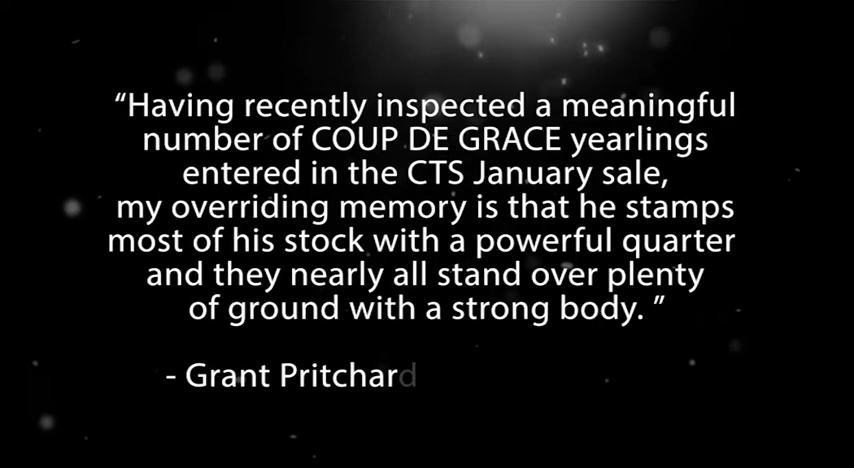 “Having recently inspected a meaningful
number of COUP DE GRACE yearlings
entered in the CTS January sale,
my overriding memory is that he stamps
most of his stock with a powerful quarter
and they nearly all stand over plenty
of ground with a strong body. ”
- Grant Pritchard